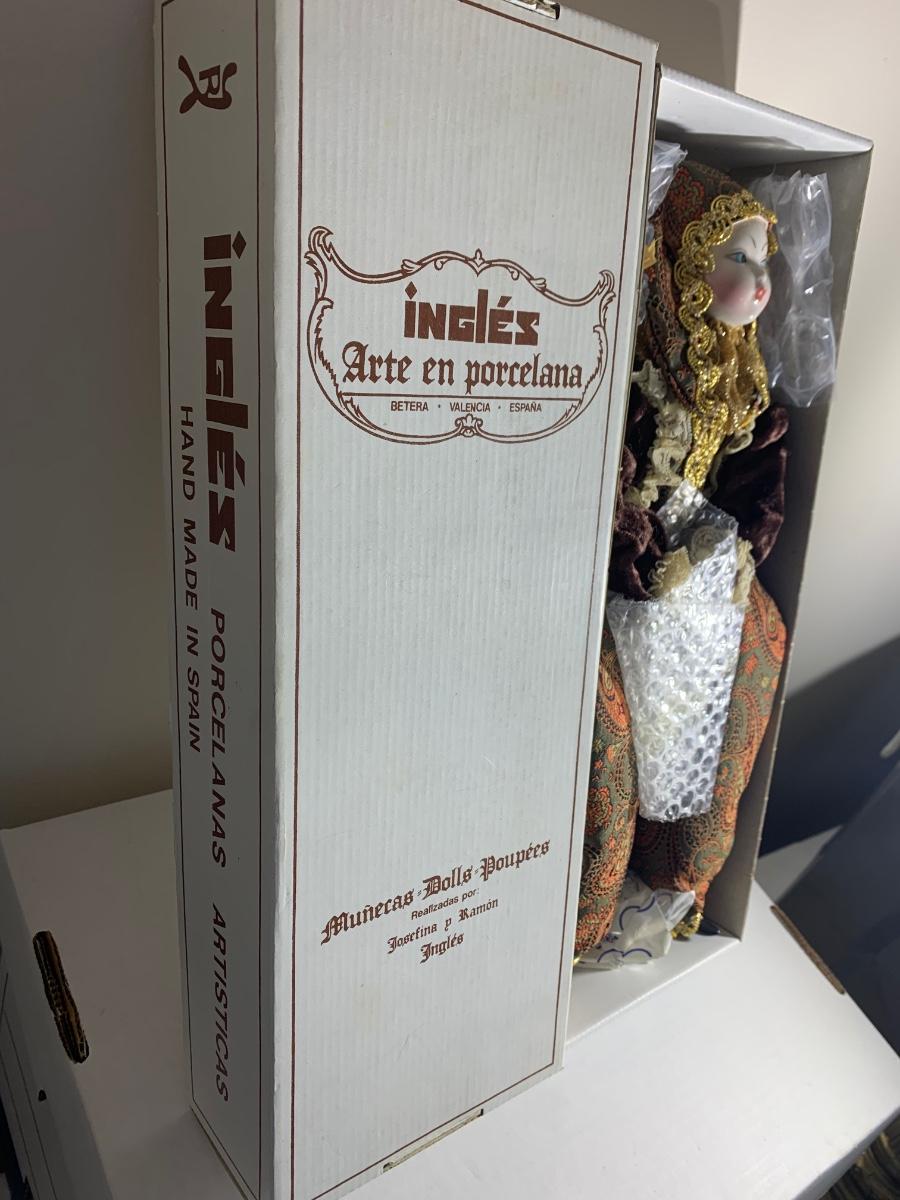 inglés
Arte en porcelana
BETERA · VALENCIA · ESPAÑA
Muñecas-Dolls-Poupées
Realizadas por:
Josefina y Ramón
Inglés
inglés PORCELANAS ARTISTICAS
HAND MADE IN SPAIN